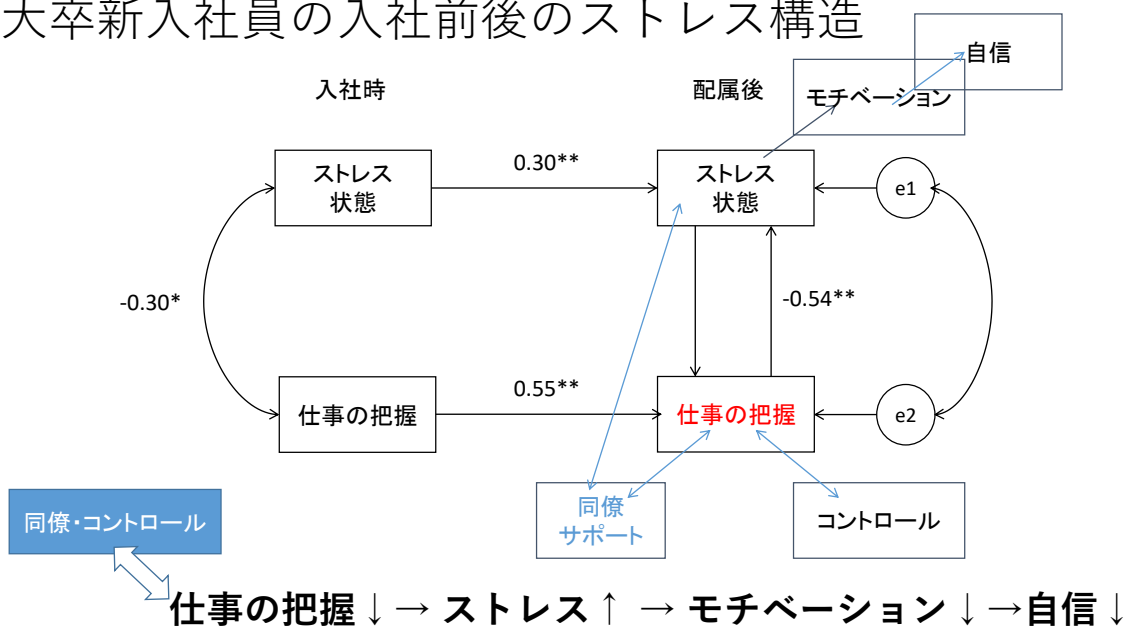 大卒新入社員の入社前後のストレス構造
自信
入社時
配属後
モチベーション
ストレス
状態
0.30**
ストレス
状態
e1
-0.30*
-0.54**
仕事の把握
0.55**
仕事の把握
e2
同僚・コントロール
同僚
サポート
コントロール
仕事の把握↓→ ストレス↑ → モチベーション↓→自信↓